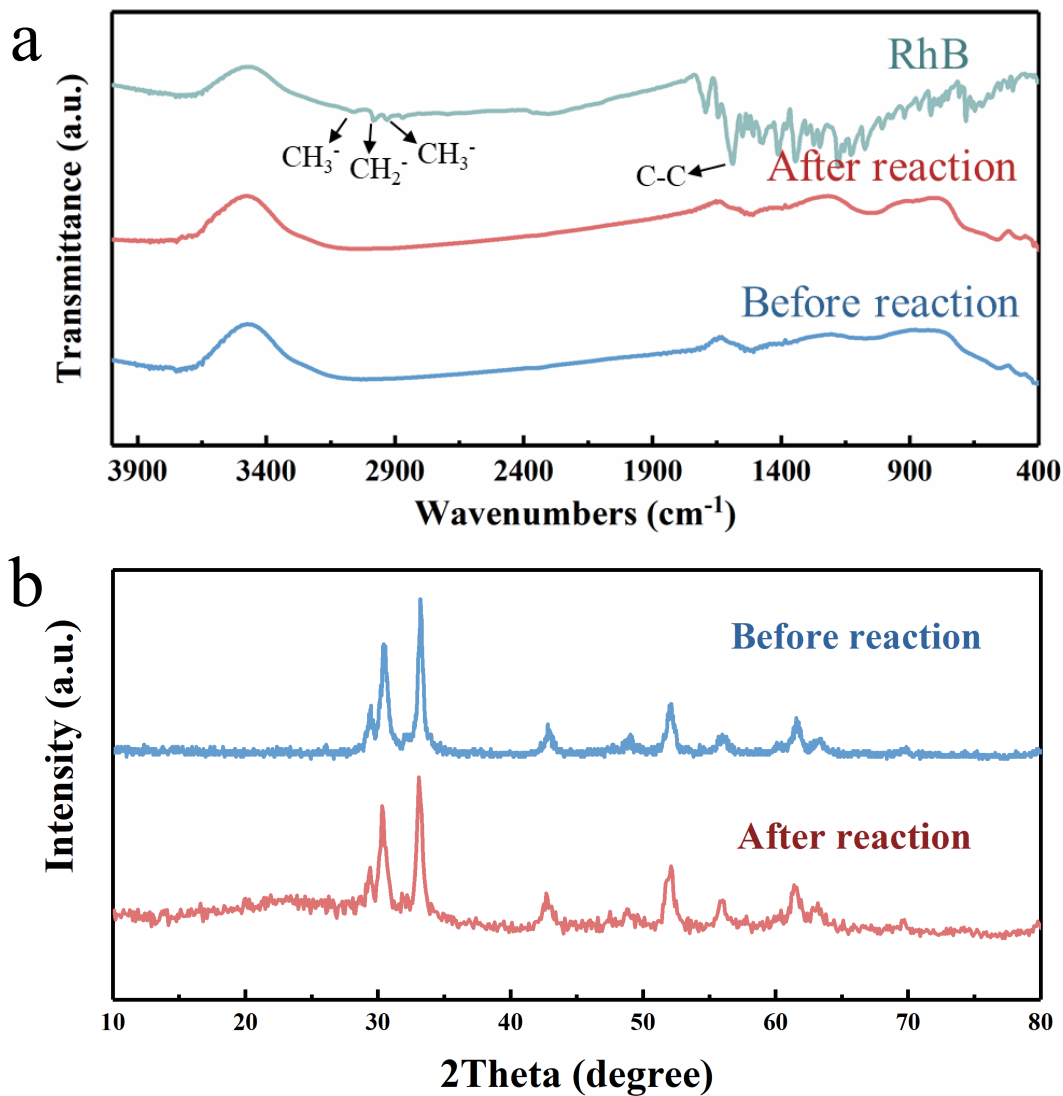 a
RhB
CH₃⁻
CH₂⁻
CH₃⁻
C-C
After reaction
Before reaction
Transmittance (a.u.)
3900 3400 2900 2400 1900 1400 900 400
Wavenumbers (cm⁻¹)
b
Before reaction
After reaction
Intensity (a.u.)
10 20 30 40 50 60 70 80
2Theta (degree)